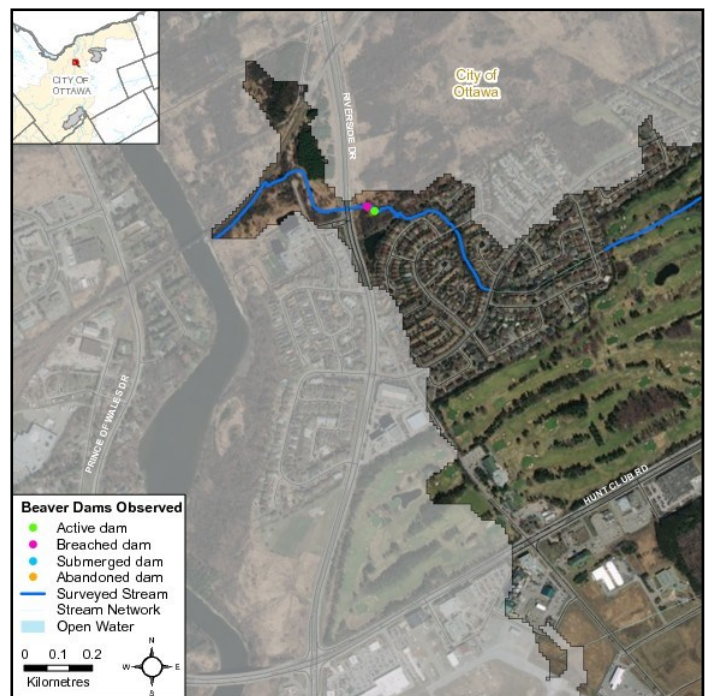 CITY OF
OTTAWA
City of
Ottawa
RIVERSIDE DR
PRINCE OF WALES DR
HUNT CLUB RD
Beaver Dams Observed
Active dam
Breached dam
Submerged dam
Abandoned dam
Surveyed Stream
Stream Network
Open Water
0 0.1 0.2
Kilometres
N
W E
S